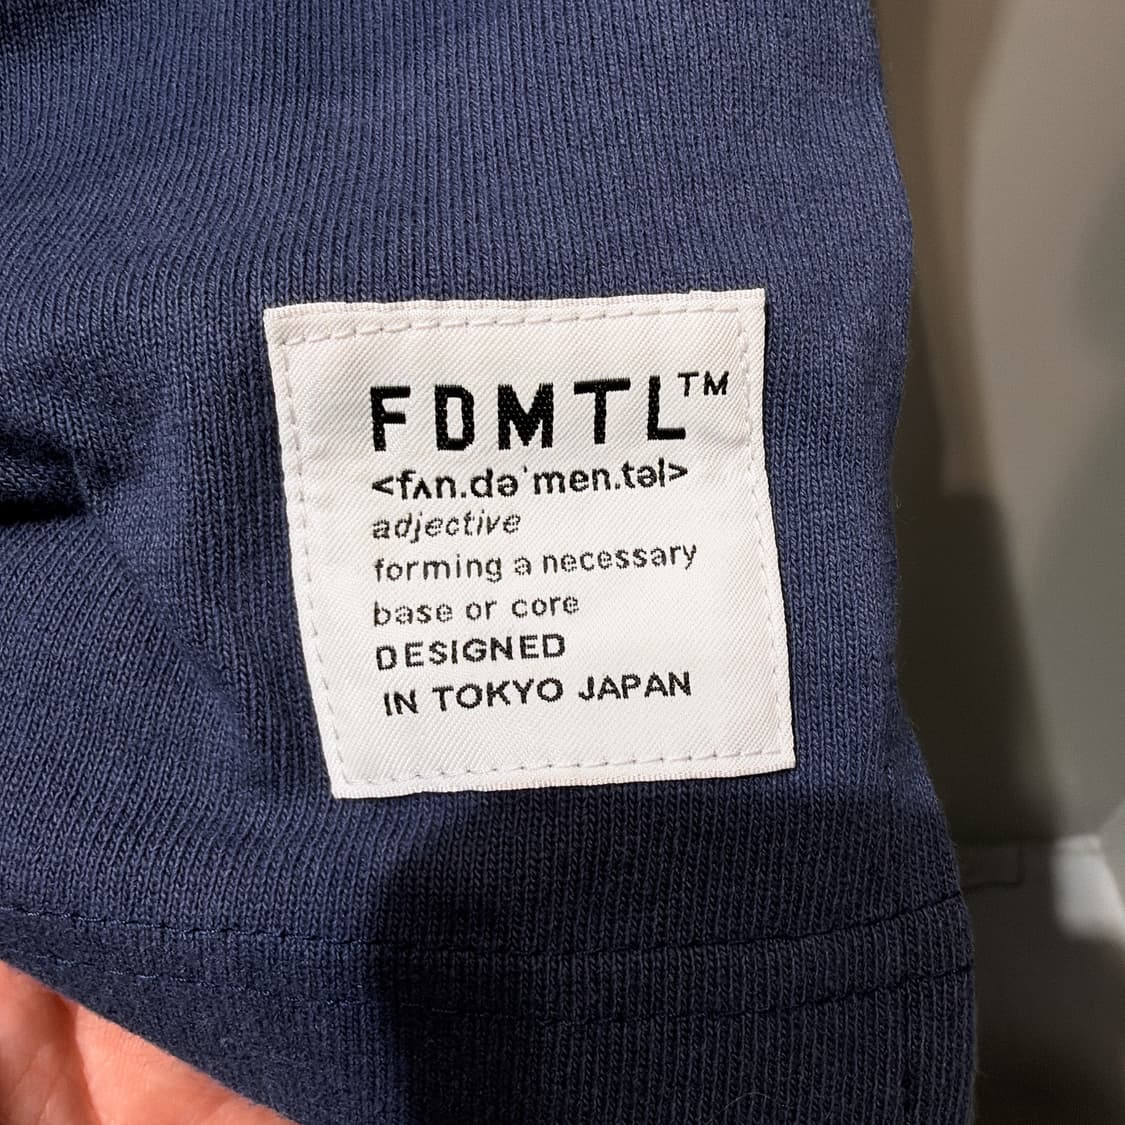 FDMTL™
<fʌn.dəˈmen.təl>
adjective
forming a necessary
base or core
DESIGNED
IN TOKYO JAPAN